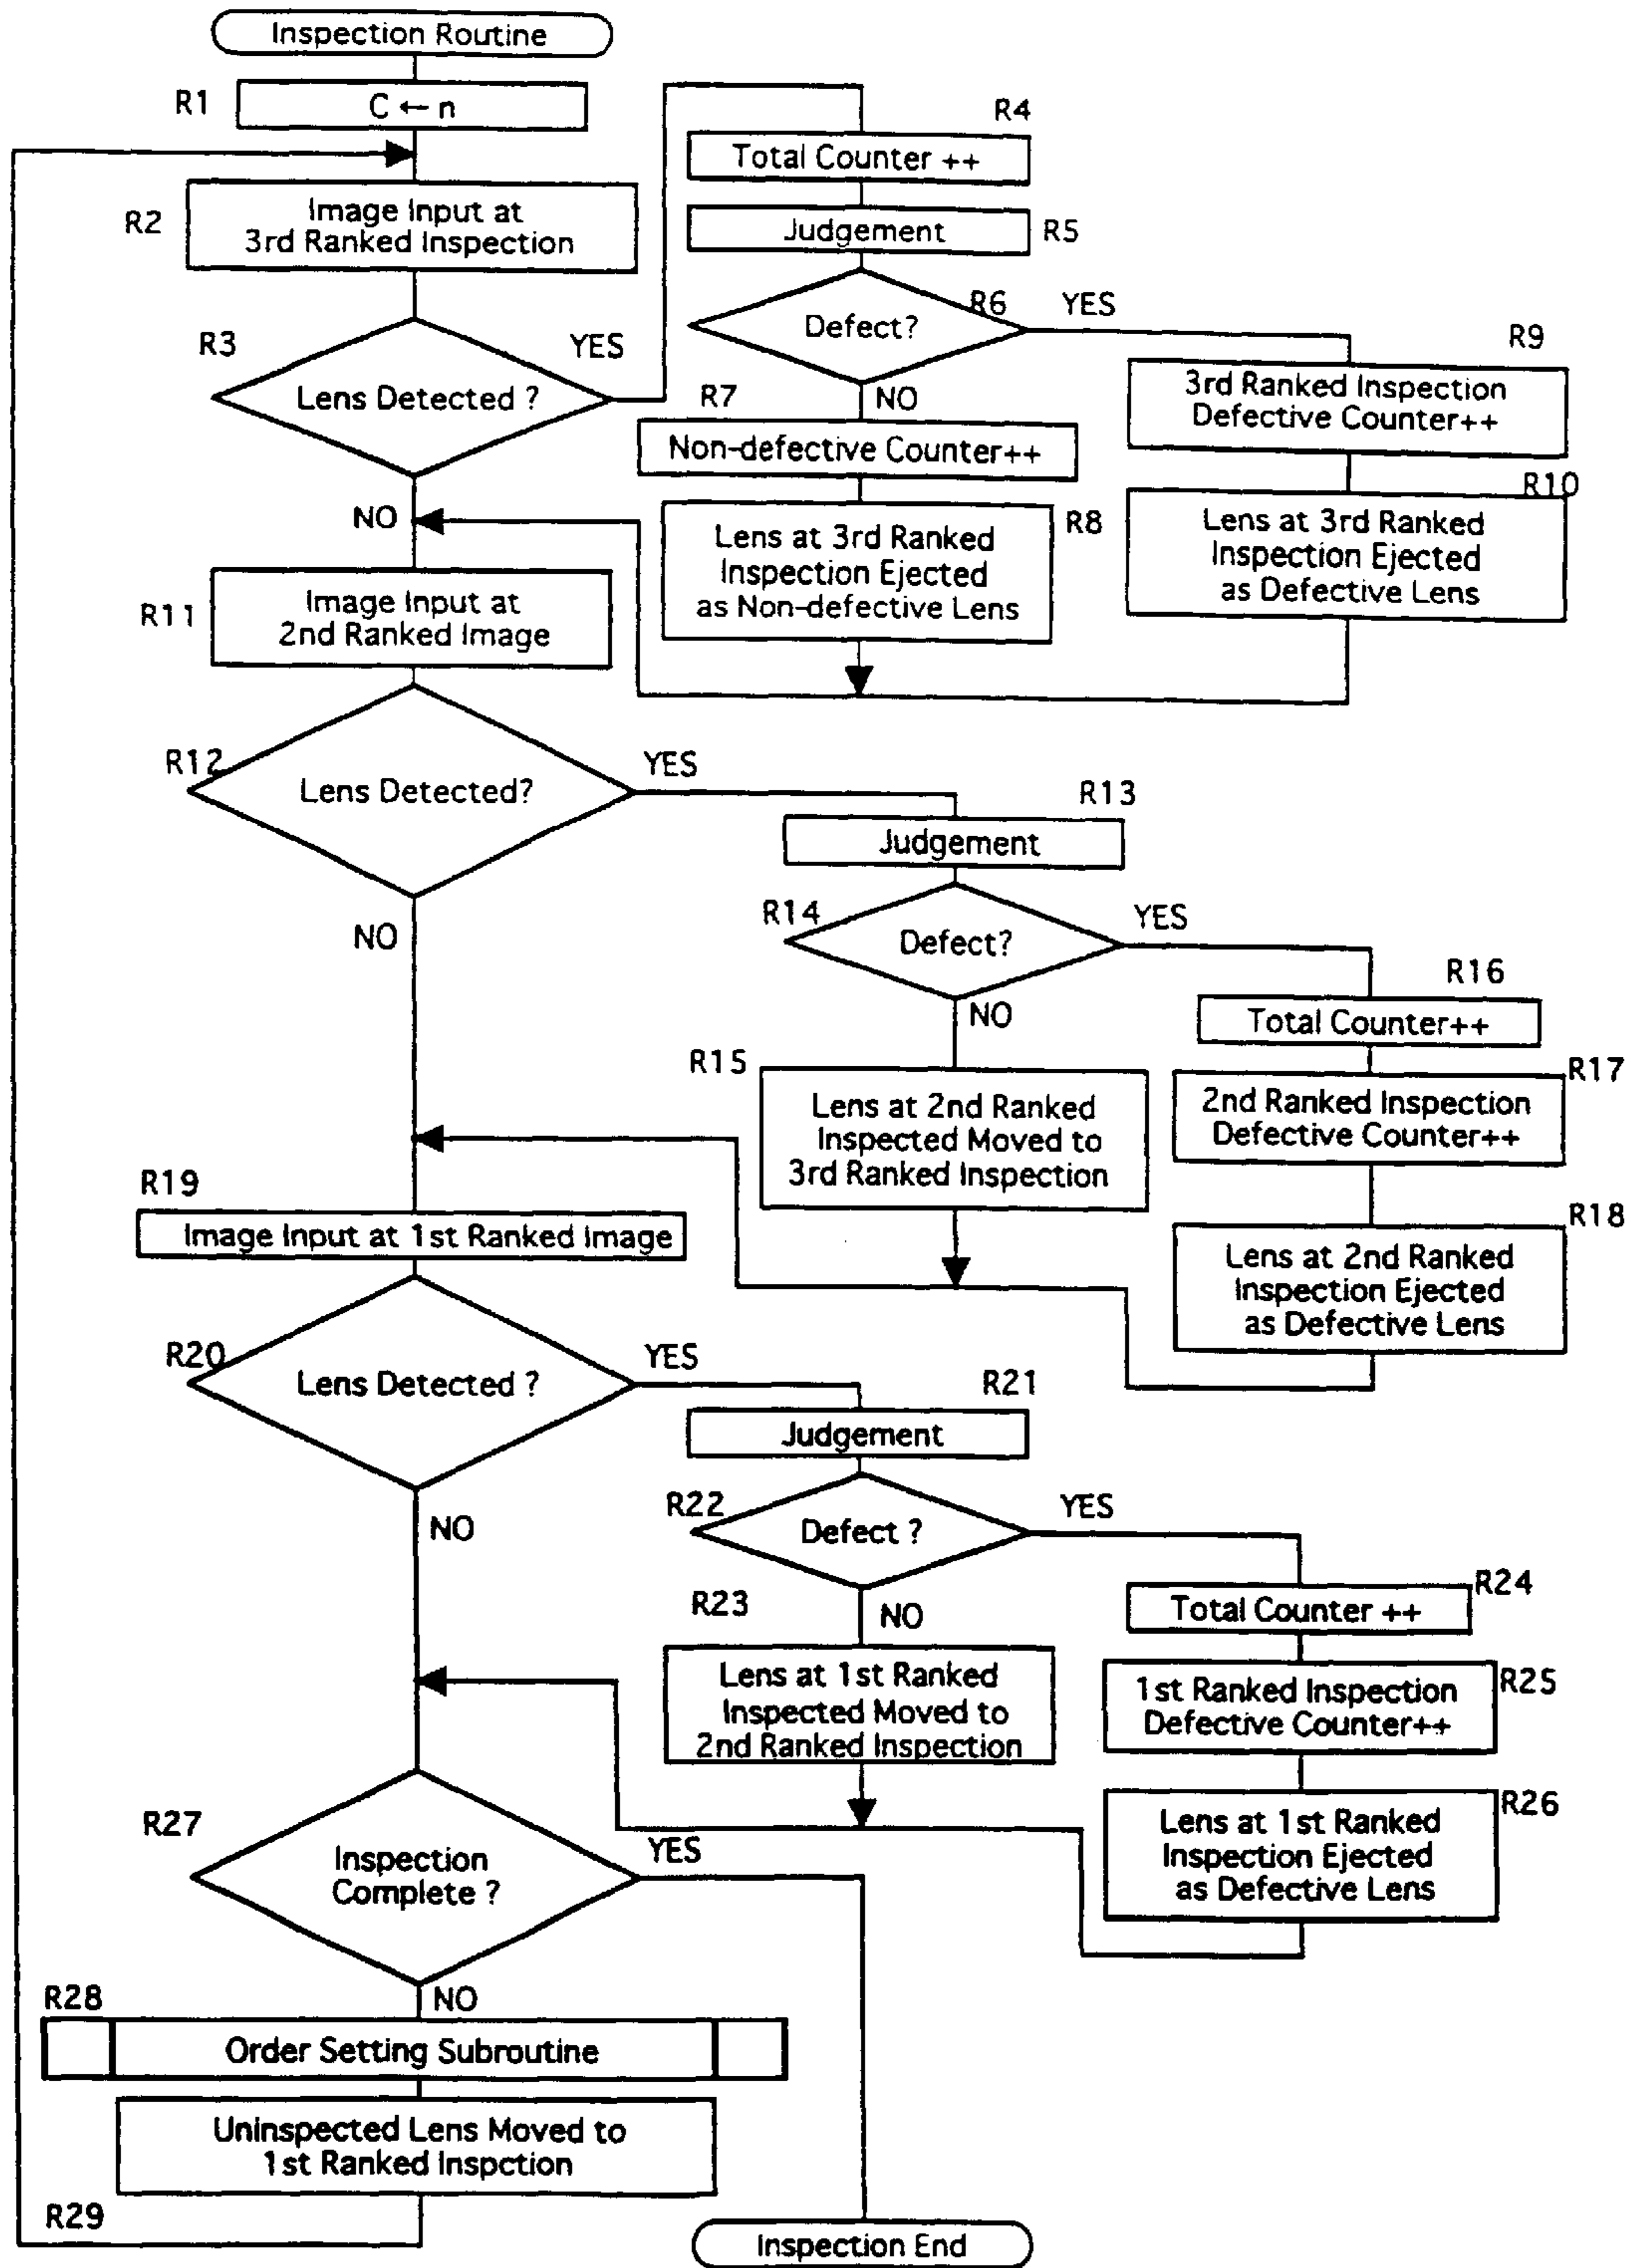 Inspection Routine
R1
C ← n
R2
Image Input at
3rd Ranked Inspection
R3
Lens Detected ?
YES
NO
R4
Total Counter ++
Judgement
R5
R6
Defect?
YES
NO
R7
Non-defective Counter++
R8
Lens at 3rd Ranked
Inspection Ejected
as Non-defective Lens
R9
3rd Ranked Inspection
Defective Counter++
R10
Lens at 3rd Ranked
Inspection Ejected
as Defective Lens
R11
Image Input at
2nd Ranked Image
R12
Lens Detected?
YES
NO
R13
Judgement
R14
Defect?
YES
NO
R15
Lens at 2nd Ranked
Inspected Moved to
3rd Ranked Inspection
R16
Total Counter++
R17
2nd Ranked Inspection
Defective Counter++
R18
Lens at 2nd Ranked
Inspection Ejected
as Defective Lens
R19
Image Input at 1st Ranked Image
R20
Lens Detected ?
YES
NO
R21
Judgement
R22
Defect ?
YES
NO
R23
Lens at 1st Ranked
Inspected Moved to
2nd Ranked Inspection
R24
Total Counter ++
R25
1st Ranked Inspection
Defective Counter++
R26
Lens at 1st Ranked
Inspection Ejected
as Defective Lens
R27
Inspection
Complete ?
YES
NO
R28
Order Setting Subroutine
Uninspected Lens Moved to
1st Ranked Inspction
R29
Inspection End